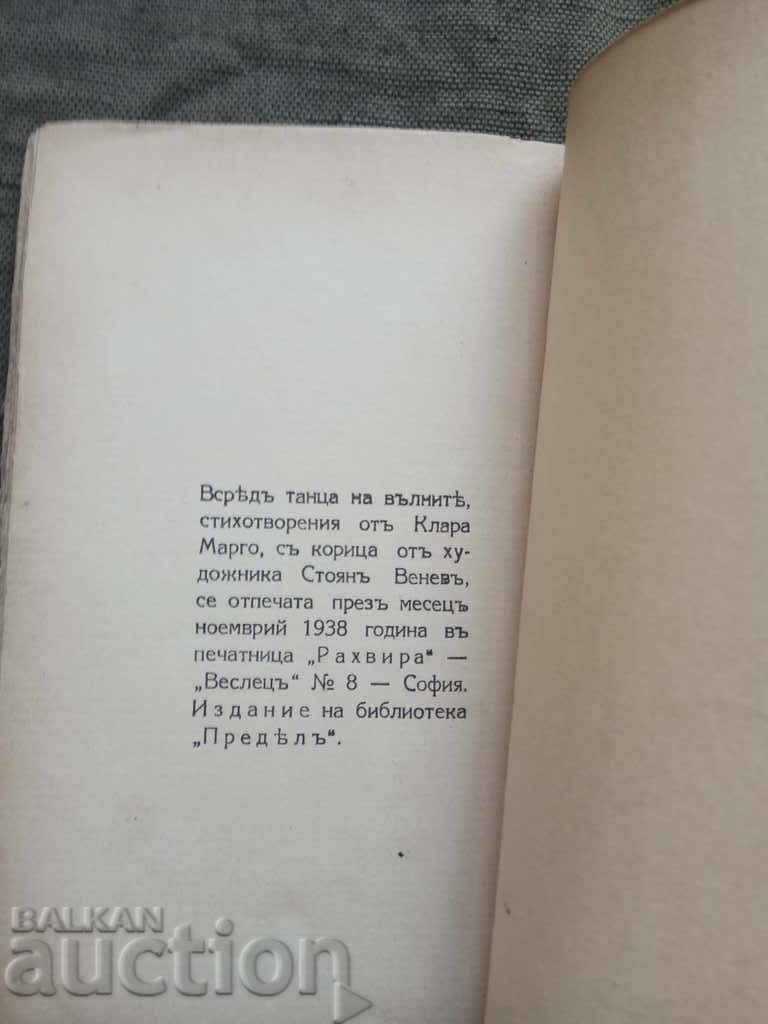 Всрѣдъ танца на вълнитѣ,
стихотворения отъ Клара
Марго, съ корица отъ ху-
дожника Стоянъ Веневъ,
се отпечата презъ месецъ
ноемврий 1938 година въ
печатница „Рахвира“ —
„Веслецъ“ № 8 — София.
Издание на библиотека
„Предѣлъ“.
BALKAN
auction